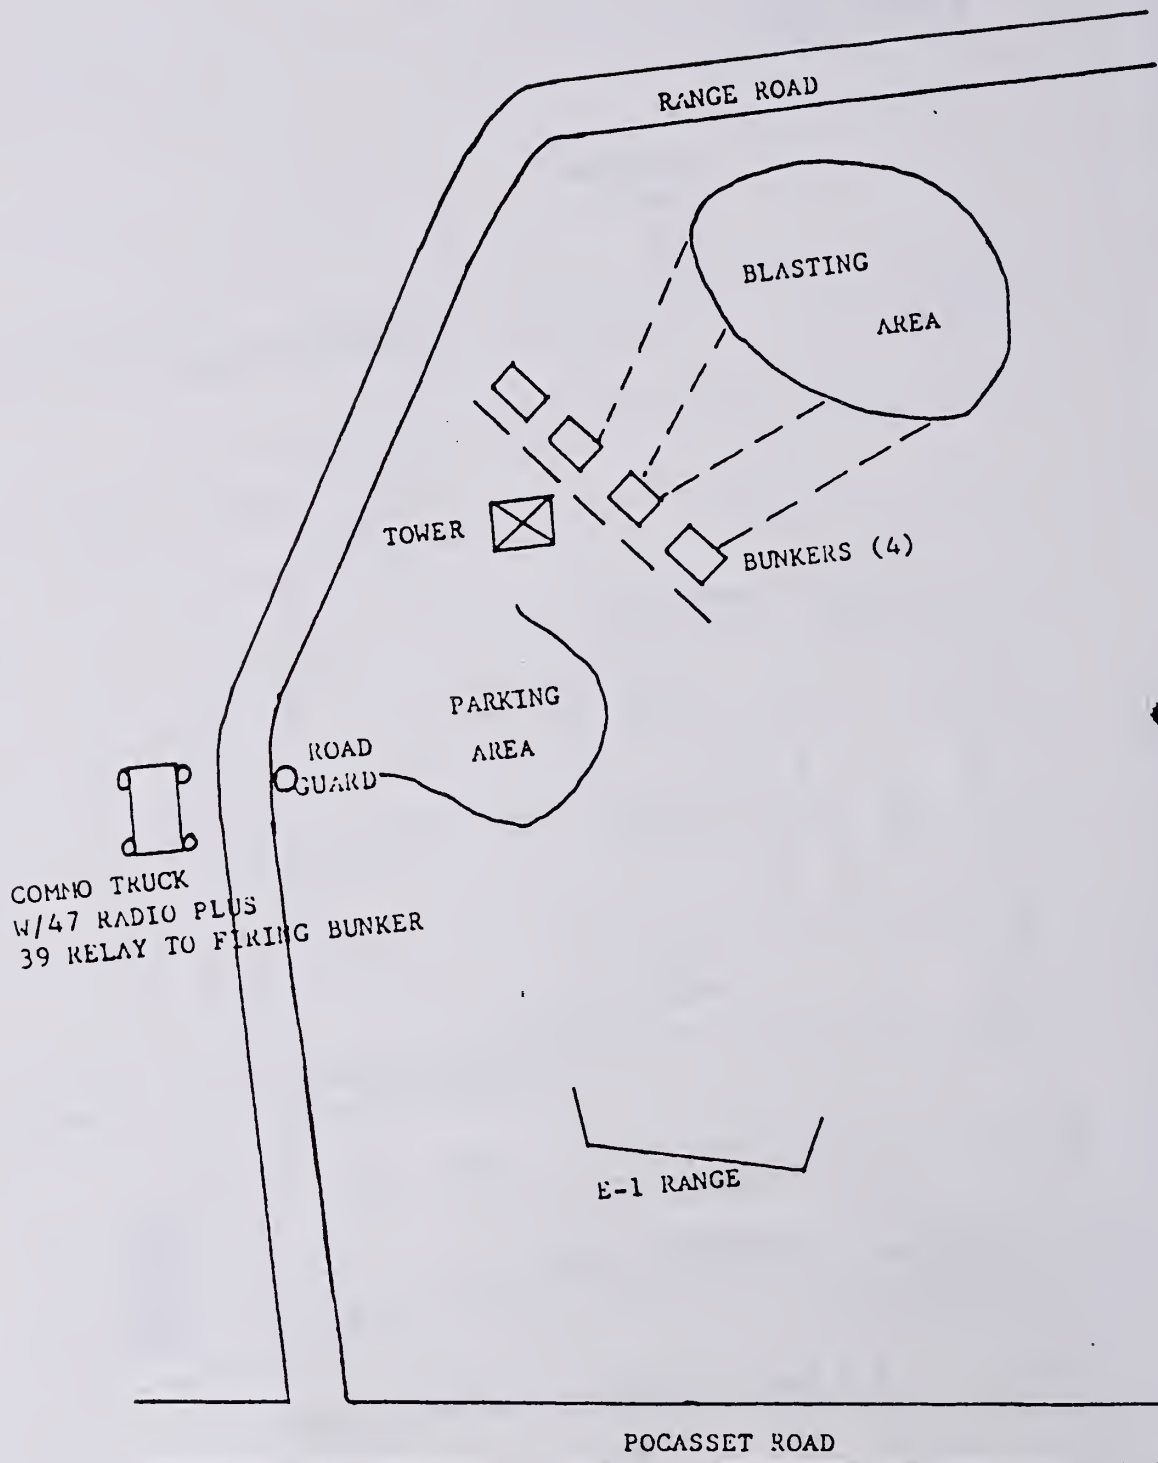 RANGE ROAD
BLASTING
AREA
TOWER
BUNKERS (4)
PARKING
AREA
ROAD
GUARD
COMMO TRUCK
W/47 RADIO PLUS
39 RELAY TO FIRING BUNKER
E-1 RANGE
POCASSET ROAD